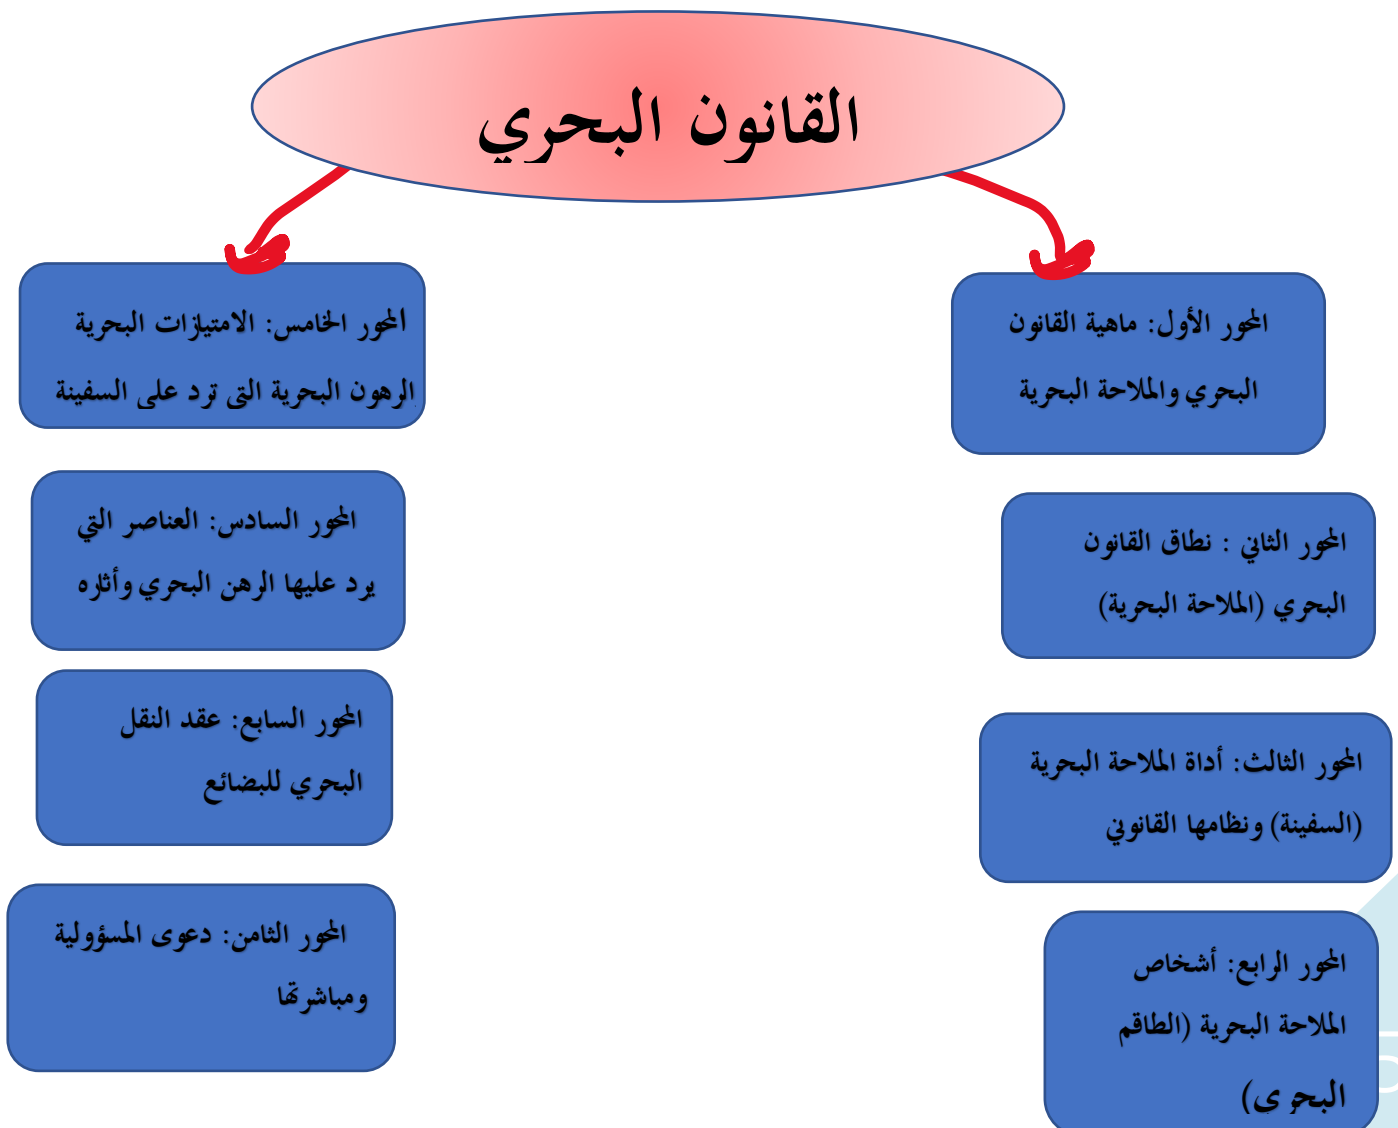 القانون البحري
المحور الأول: ماهية القانون
البحري والملاحة البحرية
المحور الثاني : نطاق القانون
البحري (الملاحة البحرية)
المحور الثالث: أداة الملاحة البحرية
(السفينة) ونظامها القانوني
المحور الرابع: أشخاص
الملاحة البحرية (الطاقم
البحري)
المحور الخامس: الامتيازات البحرية
الرهون البحرية التي ترد على السفينة
المحور السادس: العناصر التي
يرد عليها الرهن البحري وأثاره
المحور السابع: عقد النقل
البحري للبضائع
المحور الثامن: دعوى المسؤولية
ومباشرتها